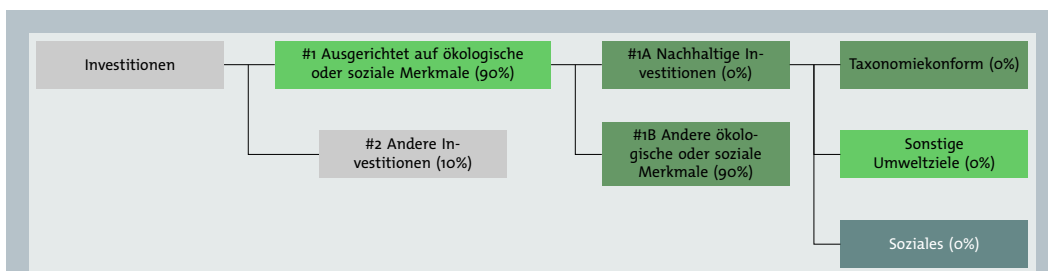 Investitionen
#1 Ausgerichtet auf ökologische
oder soziale Merkmale (90%)
#1A Nachhaltige In-
vestitionen (0%)
Taxonomiekonform (0%)
#2 Andere In-
vestitionen (10%)
#1B Andere ökolo-
gische oder soziale
Merkmale (90%)
Sonstige
Umweltziele (0%)
Soziales (0%)